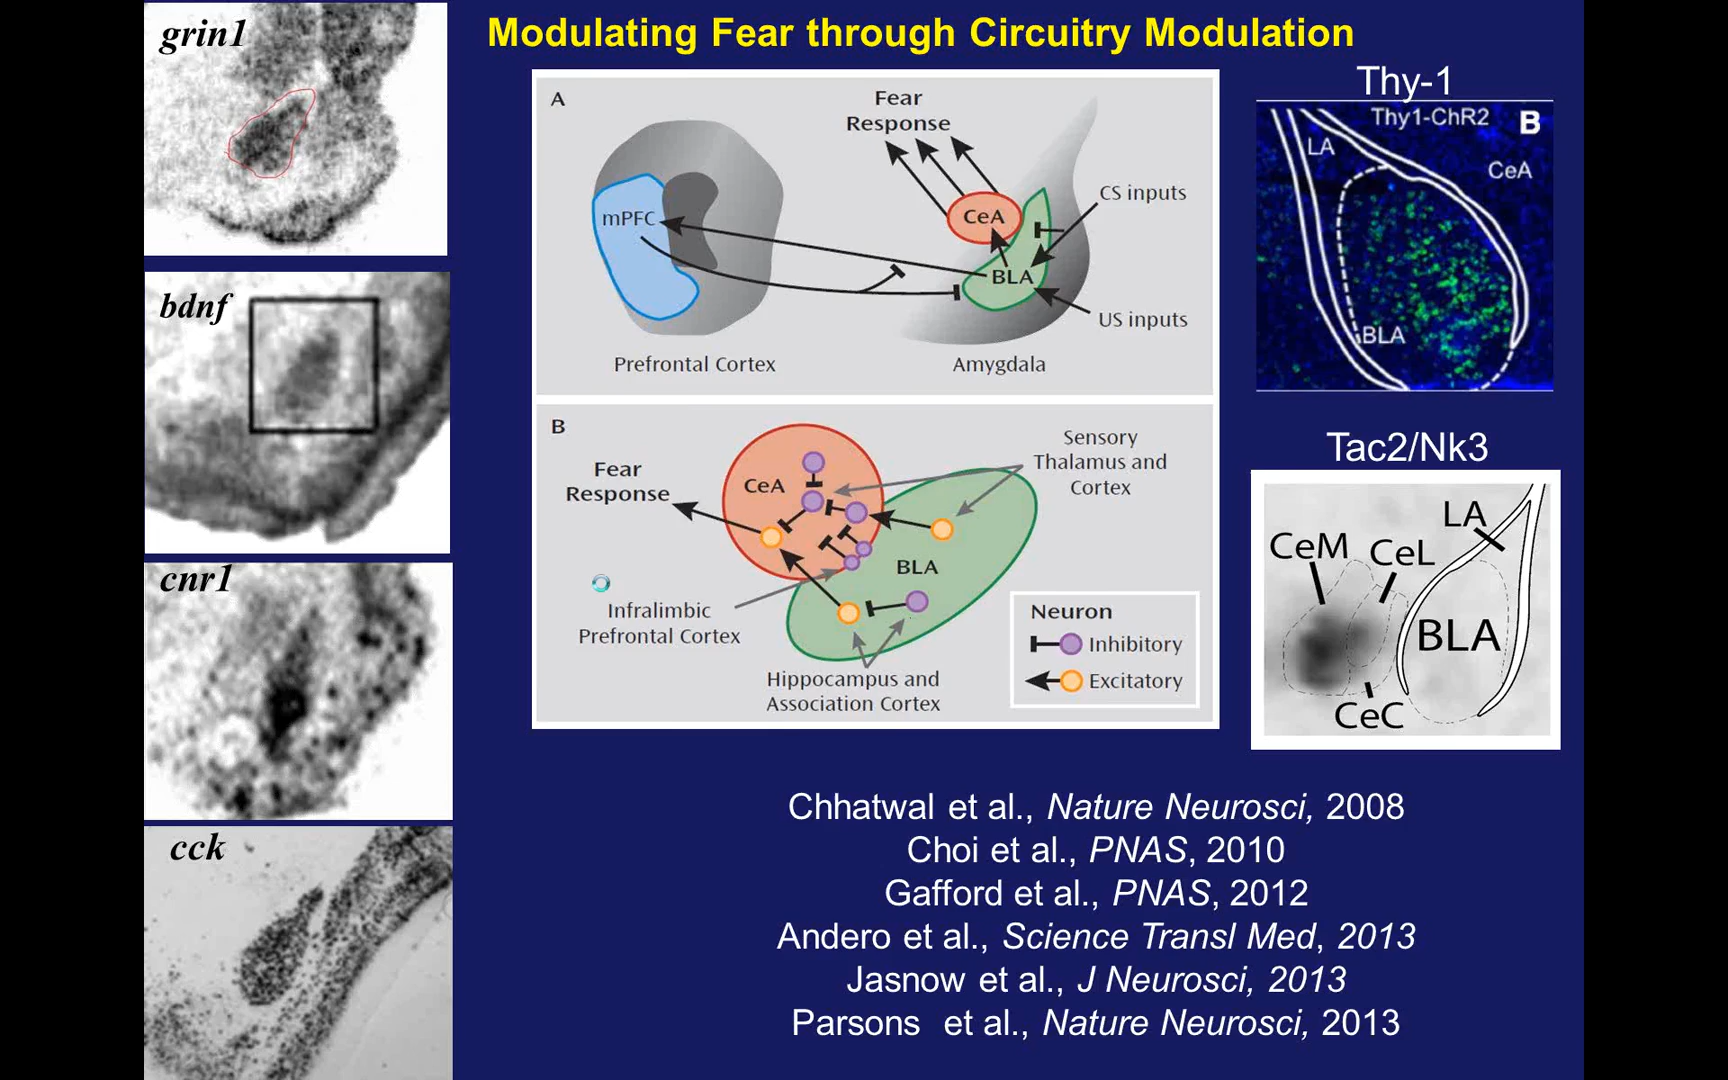 Modulating Fear through Circuitry Modulation
grin1
bdnf
cnr1
cck
A
Fear
Response
mPFC
CeA
CS inputs
BLA
US inputs
Prefrontal Cortex
Amygdala
B
Fear
Response
CeA
Sensory
Thalamus and
Cortex
BLA
Infralimbic
Prefrontal Cortex
Hippocampus and
Association Cortex
Neuron
Inhibitory
Excitatory
Thy-1
Thy1-ChR2
B
LA
CeA
BLA
Tac2/Nk3
LA
CeM
CeL
BLA
CeC
Chhatwal et al., Nature Neurosci, 2008
Choi et al., PNAS, 2010
Gafford et al., PNAS, 2012
Andero et al., Science Transl Med, 2013
Jasnow et al., J Neurosci, 2013
Parsons et al., Nature Neurosci, 2013